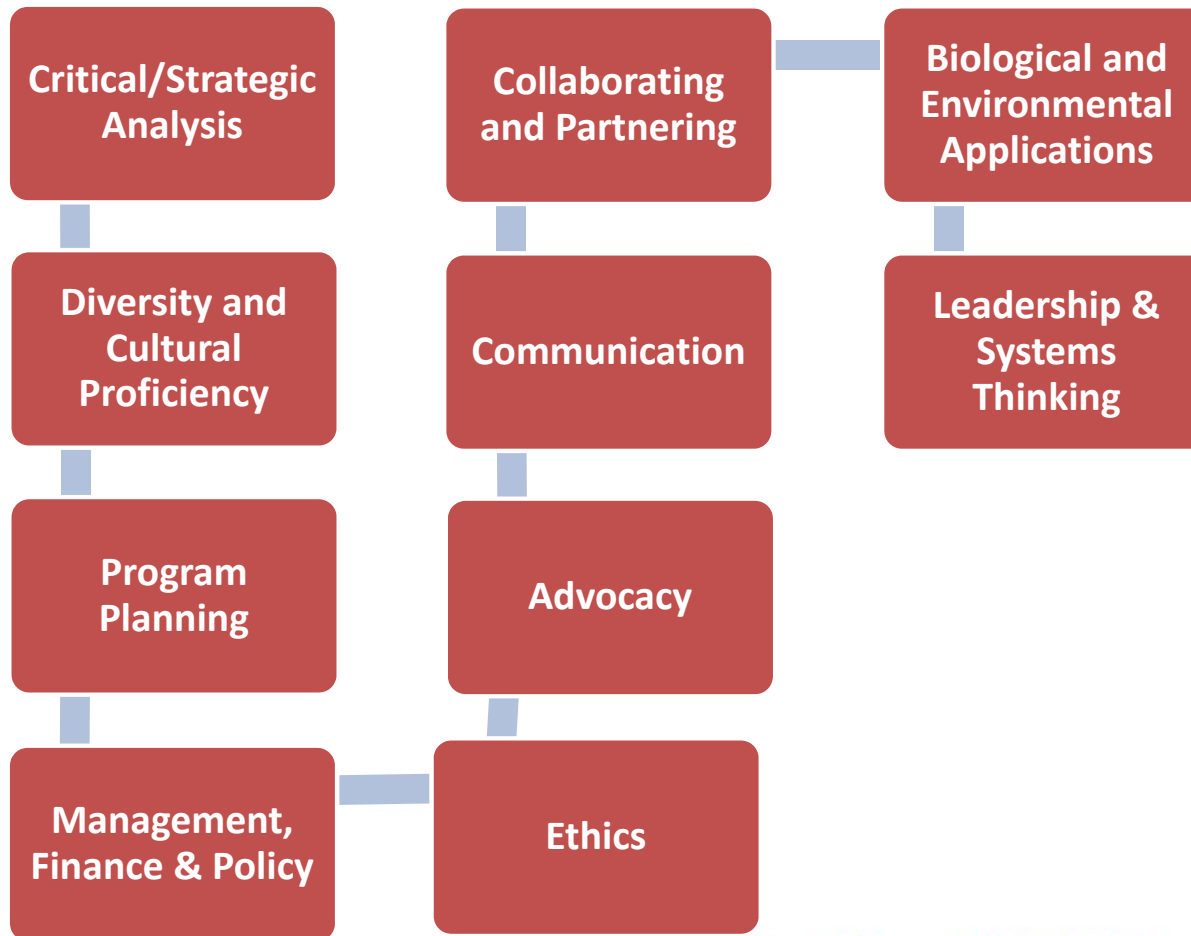 Critical/Strategic
Analysis
Diversity and
Cultural
Proficiency
Program
Planning
Management,
Finance & Policy
Ethics
Advocacy
Communication
Collaborating
and Partnering
Biological and
Environmental
Applications
Leadership &
Systems
Thinking